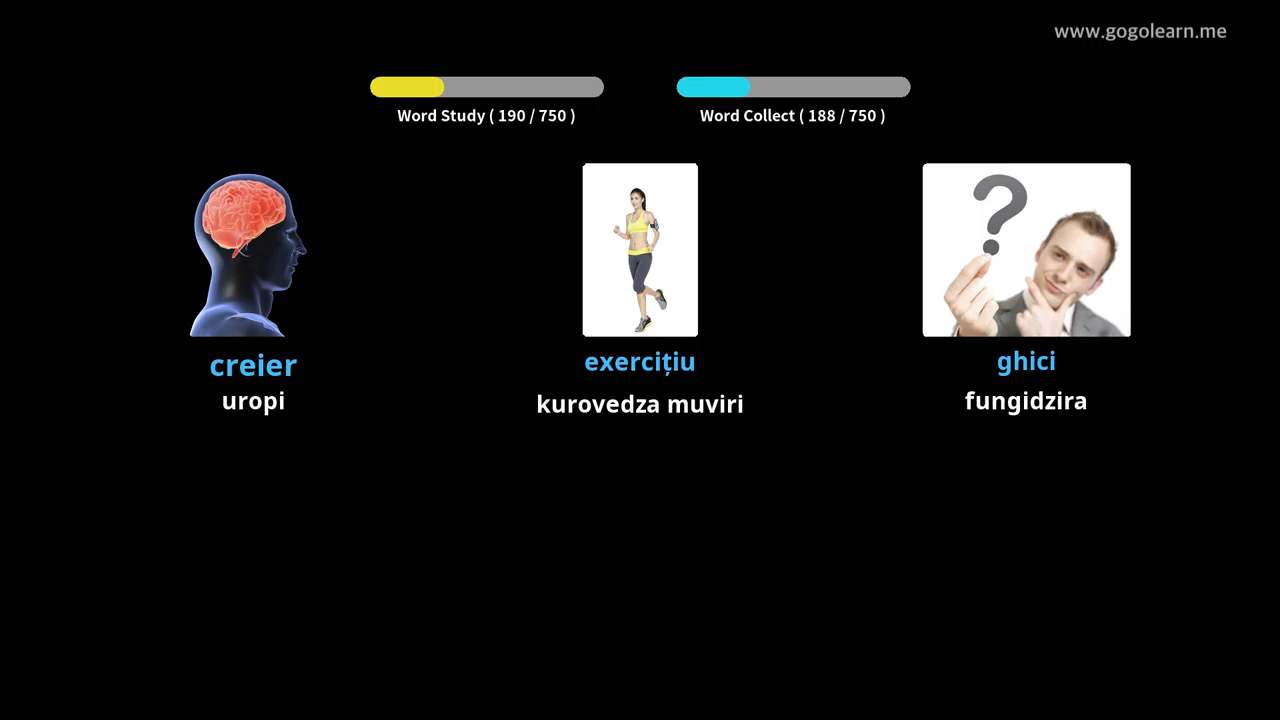 www.gogolearn.me
Word Study ( 190 / 750 )
Word Collect ( 188 / 750 )
creier
exercițiu
ghici
uropi
kurovedza muviri
fungidzira